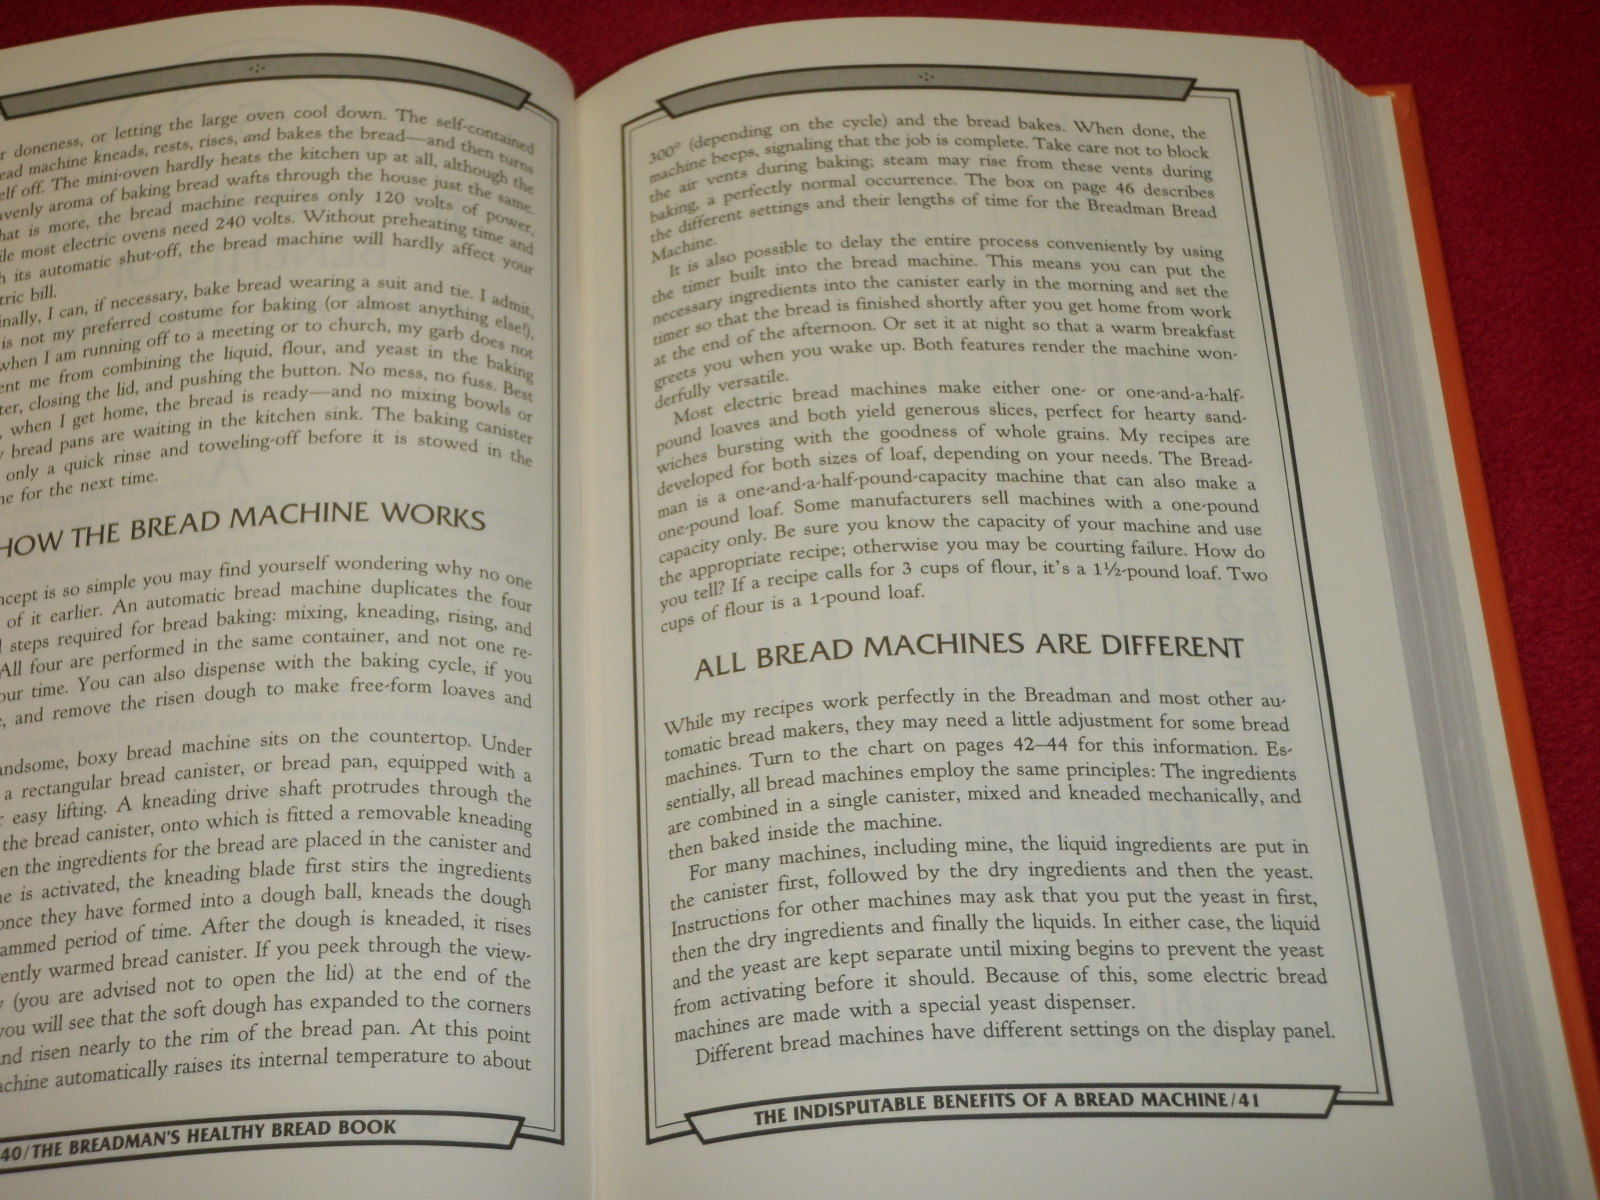 doneness, or letting the large oven cool down. The self-contained
machine kneads, rests, rises, and bakes the bread—and then turns
off. The mini-oven hardly heats the kitchen up at all, although the
aroma of baking bread wafts through the house just the same.
is more, the bread machine requires only 120 volts of power,
most electric ovens need 240 volts. Without preheating time and
its automatic shut-off, the bread machine will hardly affect your
bill.
I can, if necessary, bake bread wearing a suit and tie. I admit,
is not my preferred costume for baking (or almost anything else!),
when I am running off to a meeting or to church, my garb does not
me from combining the liquid, flour, and yeast in the baking
closing the lid, and pushing the button. No mess, no fuss. Best
when I get home, the bread is ready—and no mixing bowls or
bread pans are waiting in the kitchen sink. The baking canister
only a quick rinse and toweling-off before it is stowed in the
for the next time.
HOW THE BREAD MACHINE WORKS
is so simple you may find yourself wondering why no one
of it earlier. An automatic bread machine duplicates the four
steps required for bread baking: mixing, kneading, rising, and
All four are performed in the same container, and not one re-
time. You can also dispense with the baking cycle, if you
and remove the risen dough to make free-form loaves and
boxy bread machine sits on the countertop. Under
a rectangular bread canister, or bread pan, equipped with a
easy lifting. A kneading drive shaft protrudes through the
the bread canister, onto which is fitted a removable kneading
the ingredients for the bread are placed in the canister and
is activated, the kneading blade first stirs the ingredients
once they have formed into a dough ball, kneads the dough
period of time. After the dough is kneaded, it rises
warmed bread canister. If you peek through the view-
(you are advised not to open the lid) at the end of the
you will see that the soft dough has expanded to the corners
and risen nearly to the rim of the bread pan. At this point
automatically raises its internal temperature to about
40/THE BREADMAN'S HEALTHY BREAD BOOK
300° (depending on the cycle) and the bread bakes. When done, the
machine beeps, signaling that the job is complete. Take care not to block
the air vents during baking; steam may rise from these vents during
baking, a perfectly normal occurrence. The box on page 46 describes
the different settings and their lengths of time for the Breadman Bread
Machine.
It is also possible to delay the entire process conveniently by using
the timer built into the bread machine. This means you can put the
necessary ingredients into the canister early in the morning and set the
timer so that the bread is finished shortly after you get home from work
at the end of the afternoon. Or set it at night so that a warm breakfast
greets you when you wake up. Both features render the machine won-
derfully versatile.
Most electric bread machines make either one- or one-and-a-half-
pound loaves and both yield generous slices, perfect for hearty sand-
wiches bursting with the goodness of whole grains. My recipes are
developed for both sizes of loaf, depending on your needs. The Bread-
man is a one-and-a-half-pound-capacity machine that can also make a
one-pound loaf. Some manufacturers sell machines with a one-pound
capacity only. Be sure you know the capacity of your machine and use
the appropriate recipe; otherwise you may be courting failure. How do
you tell? If a recipe calls for 3 cups of flour, it's a 1½-pound loaf. Two
cups of flour is a 1-pound loaf.
ALL BREAD MACHINES ARE DIFFERENT
While my recipes work perfectly in the Breadman and most other au-
tomatic bread makers, they may need a little adjustment for some bread
machines. Turn to the chart on pages 42–44 for this information. Es-
sentially, all bread machines employ the same principles: The ingredients
are combined in a single canister, mixed and kneaded mechanically, and
then baked inside the machine.
For many machines, including mine, the liquid ingredients are put in
the canister first, followed by the dry ingredients and then the yeast.
Instructions for other machines may ask that you put the yeast in first,
then the dry ingredients and finally the liquids. In either case, the liquid
and the yeast are kept separate until mixing begins to prevent the yeast
from activating before it should. Because of this, some electric bread
machines are made with a special yeast dispenser.
Different bread machines have different settings on the display panel.
THE INDISPUTABLE BENEFITS OF A BREAD MACHINE/41